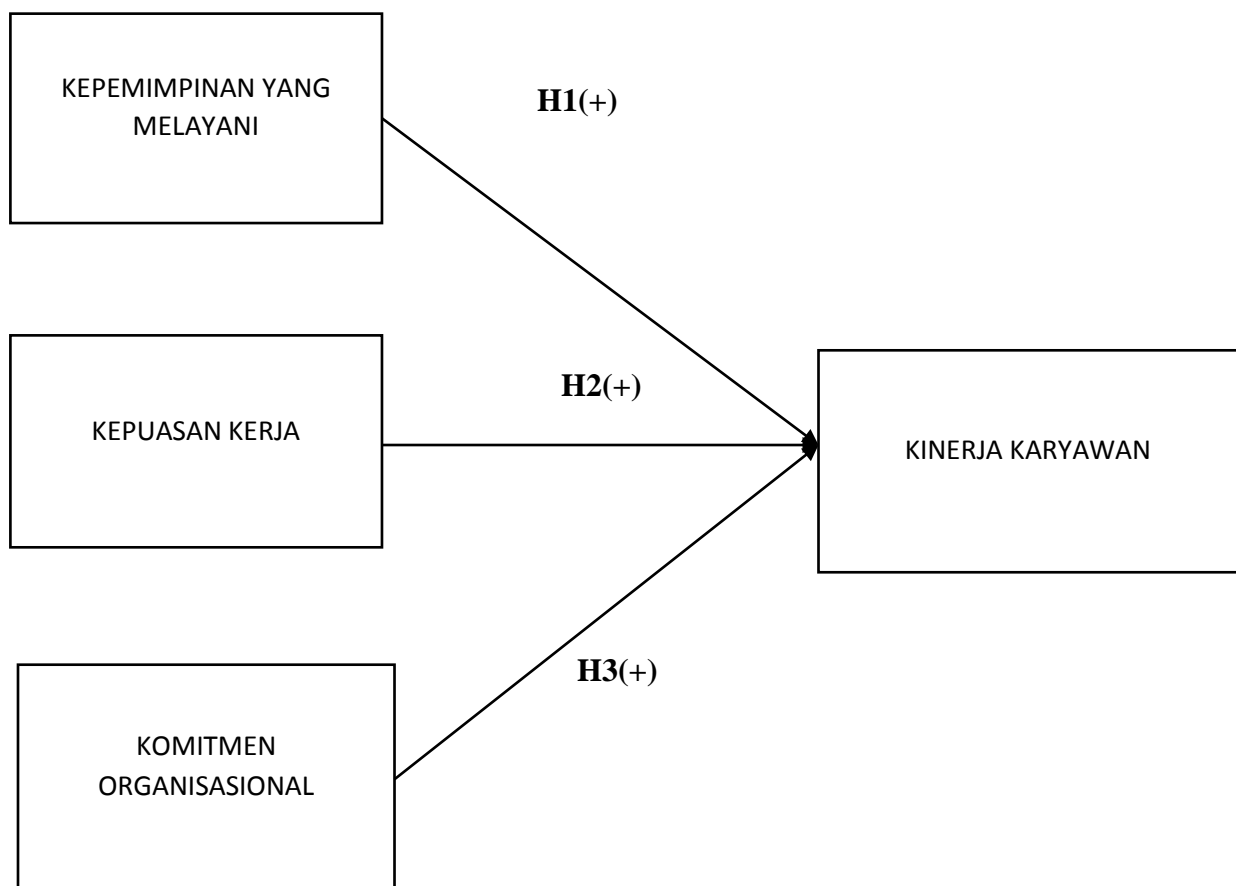 KEPEMIMPINAN YANG
MELAYANI
H1(+)
KEPUASAN KERJA
H2(+)
KINERJA KARYAWAN
H3(+)
KOMITMEN
ORGANISASIONAL